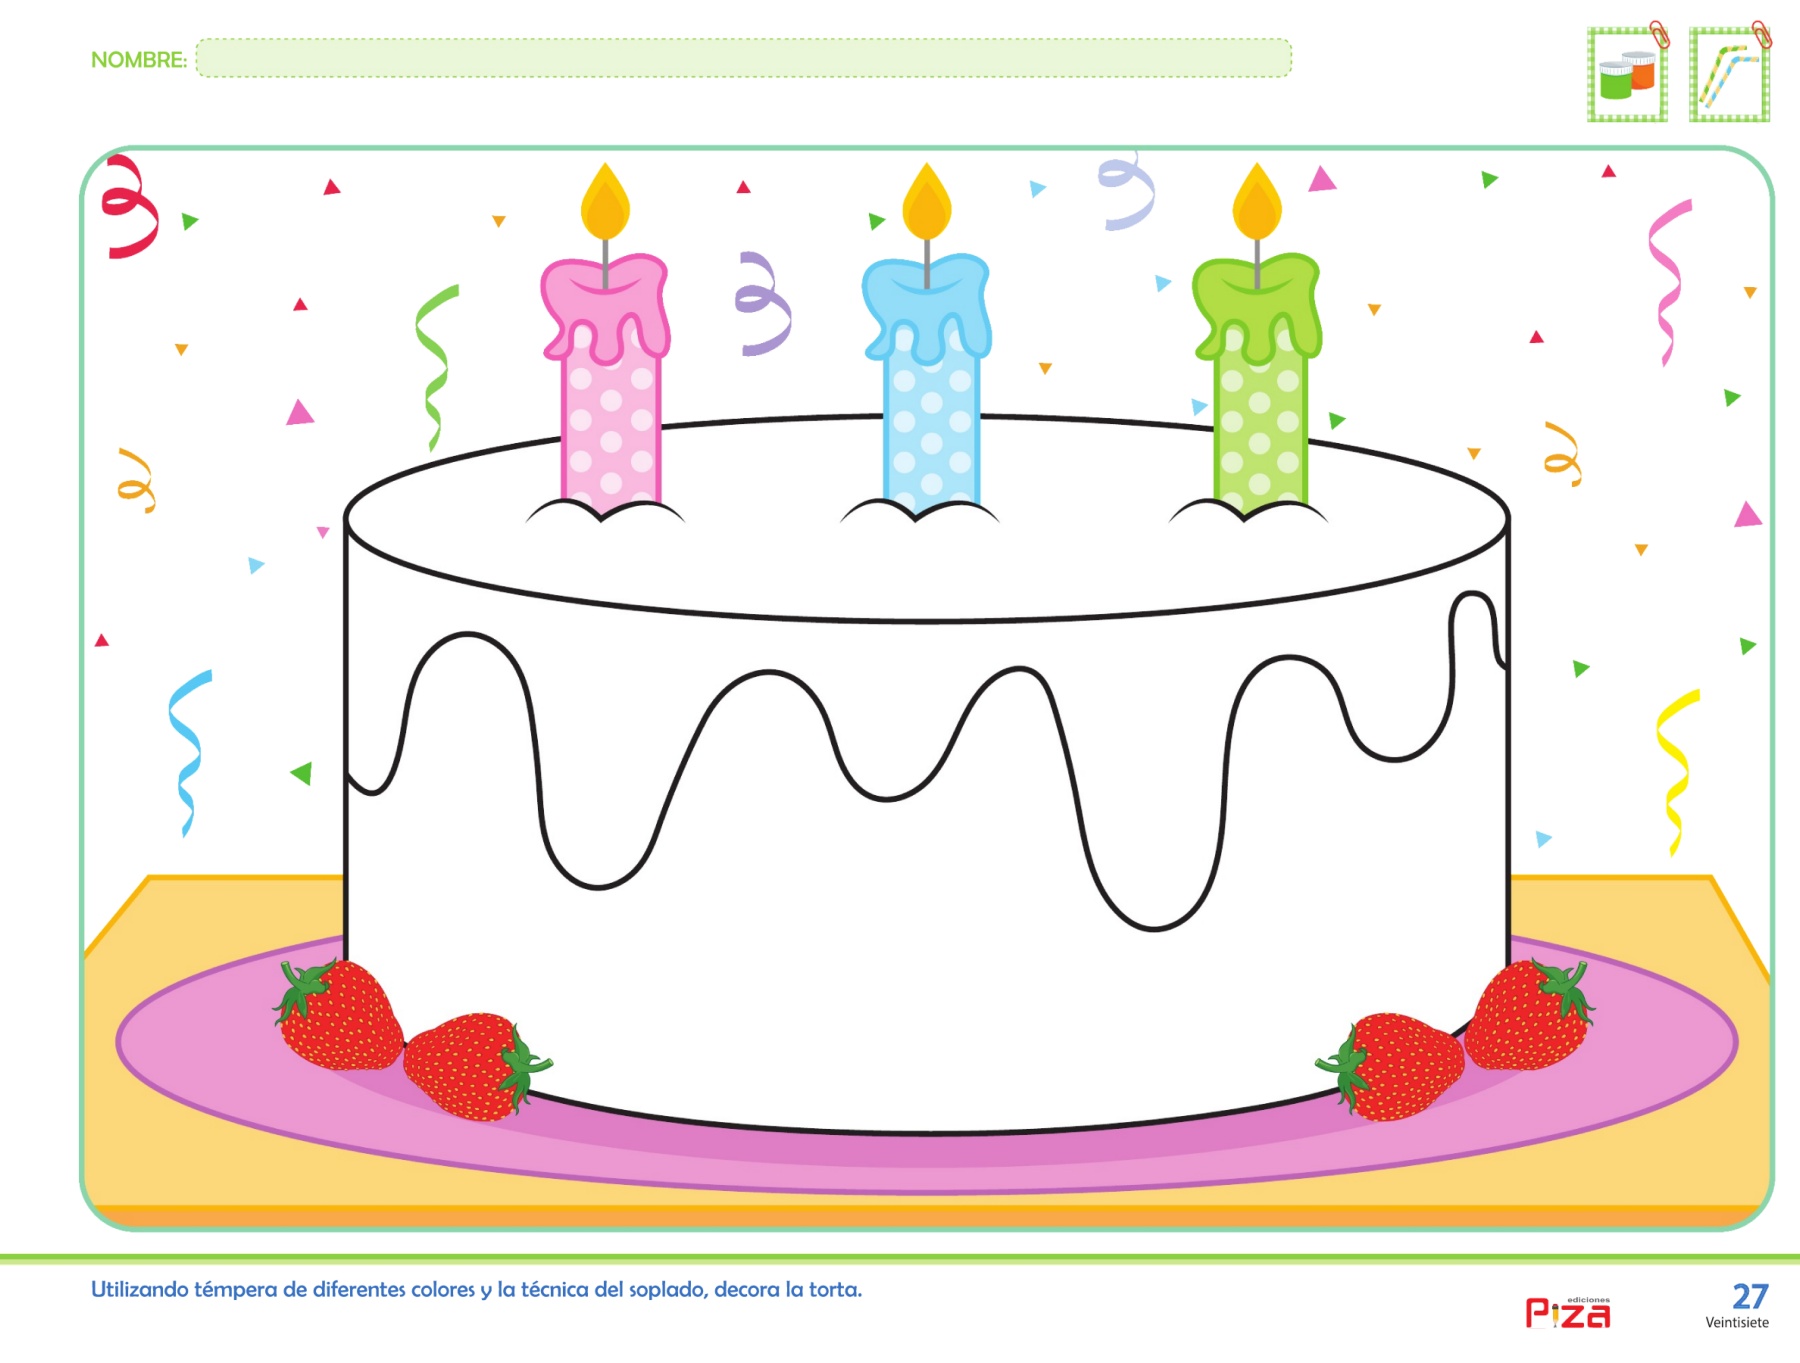 NOMBRE:
Utilizando témpera de diferentes colores y la técnica del soplado, decora la torta.
ediciones
Piza
27
Veintisiete